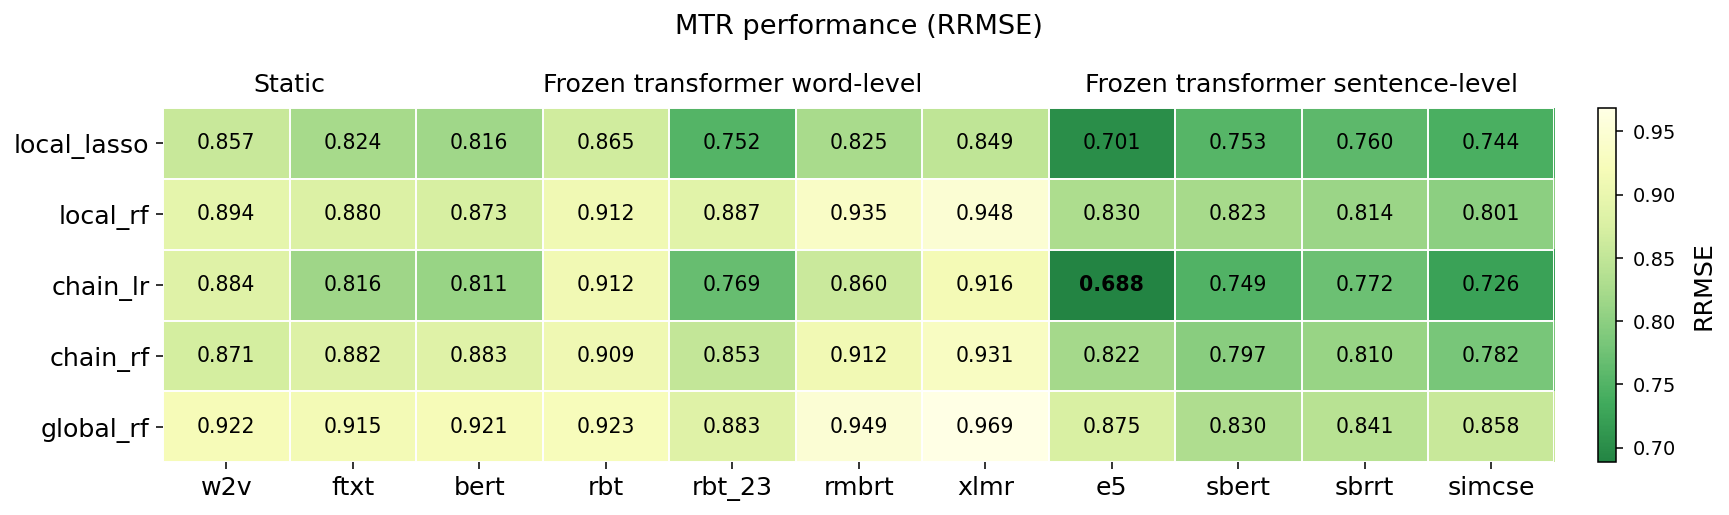 MTR performance (RRMSE)
Static Frozen transformer word-level Frozen transformer sentence-level
local_lasso 0.857 0.824 0.816 0.865 0.752 0.825 0.849 0.701 0.753 0.760 0.744
local_rf 0.894 0.880 0.873 0.912 0.887 0.935 0.948 0.830 0.823 0.814 0.801
chain_lr 0.884 0.816 0.811 0.912 0.769 0.860 0.916 0.688 0.749 0.772 0.726
chain_rf 0.871 0.882 0.883 0.909 0.853 0.912 0.931 0.822 0.797 0.810 0.782
global_rf 0.922 0.915 0.921 0.923 0.883 0.949 0.969 0.875 0.830 0.841 0.858
w2v ftxt bert rbt rbt_23 rmbrt xlmr e5 sbert sbrrt simcse
0.95
0.90
0.85
0.80
0.75
0.70
RRMSE